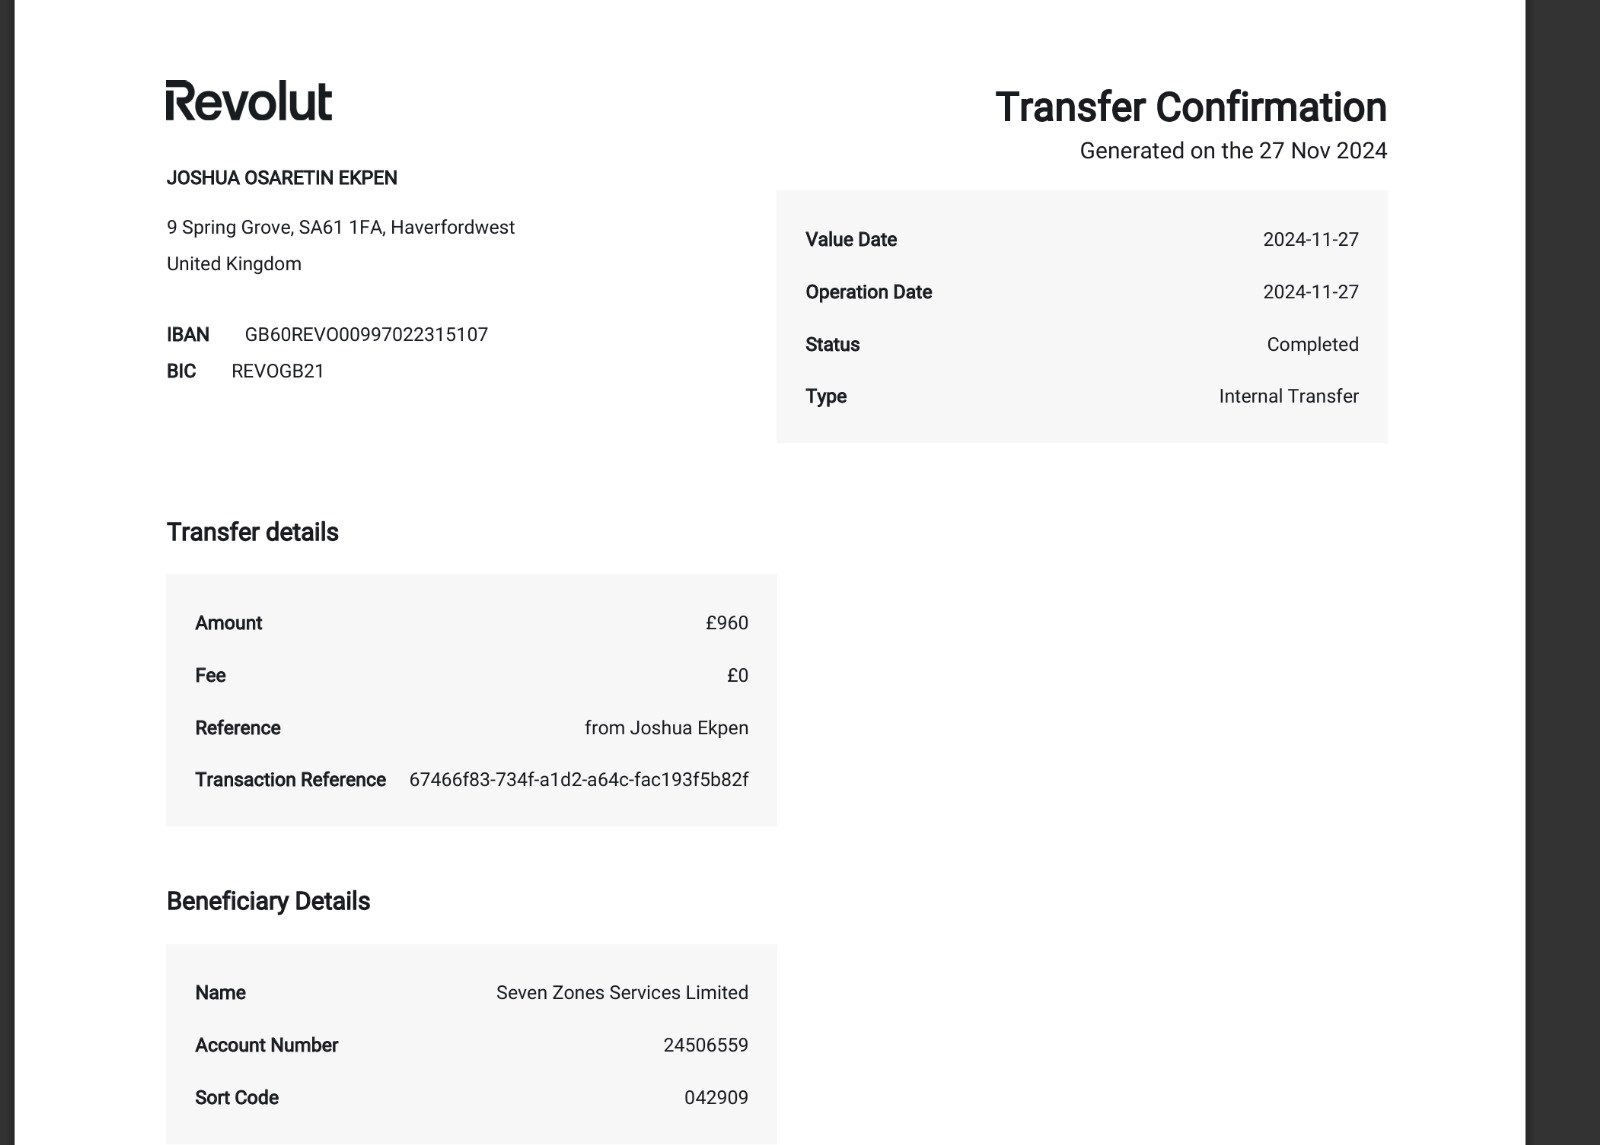 Revolut
Transfer Confirmation
Generated on the 27 Nov 2024
JOSHUA OSARETIN EKPEN
9 Spring Grove, SA61 1FA, Haverfordwest
United Kingdom
IBAN GB60REVO00997022315107
BIC REVOGB21
Value Date 2024-11-27
Operation Date 2024-11-27
Status Completed
Type Internal Transfer
Transfer details
Amount £960
Fee £0
Reference from Joshua Ekpen
Transaction Reference 67466f83-734f-a1d2-a64c-fac193f5b82f
Beneficiary Details
Name Seven Zones Services Limited
Account Number 24506559
Sort Code 042909